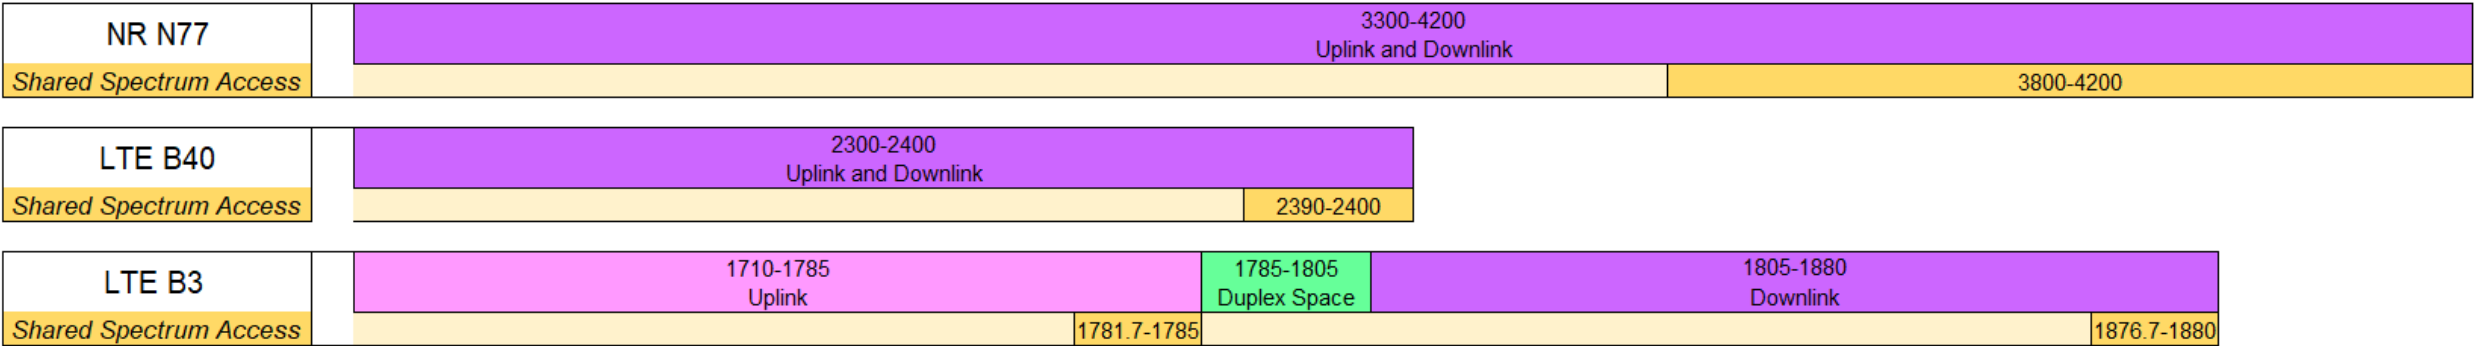 NR N77
3300-4200
Uplink and Downlink
Shared Spectrum Access
3800-4200
LTE B40
2300-2400
Uplink and Downlink
Shared Spectrum Access
2390-2400
LTE B3
1710-1785
Uplink
1785-1805
Duplex Space
1805-1880
Downlink
Shared Spectrum Access
1781.7-1785
1876.7-1880